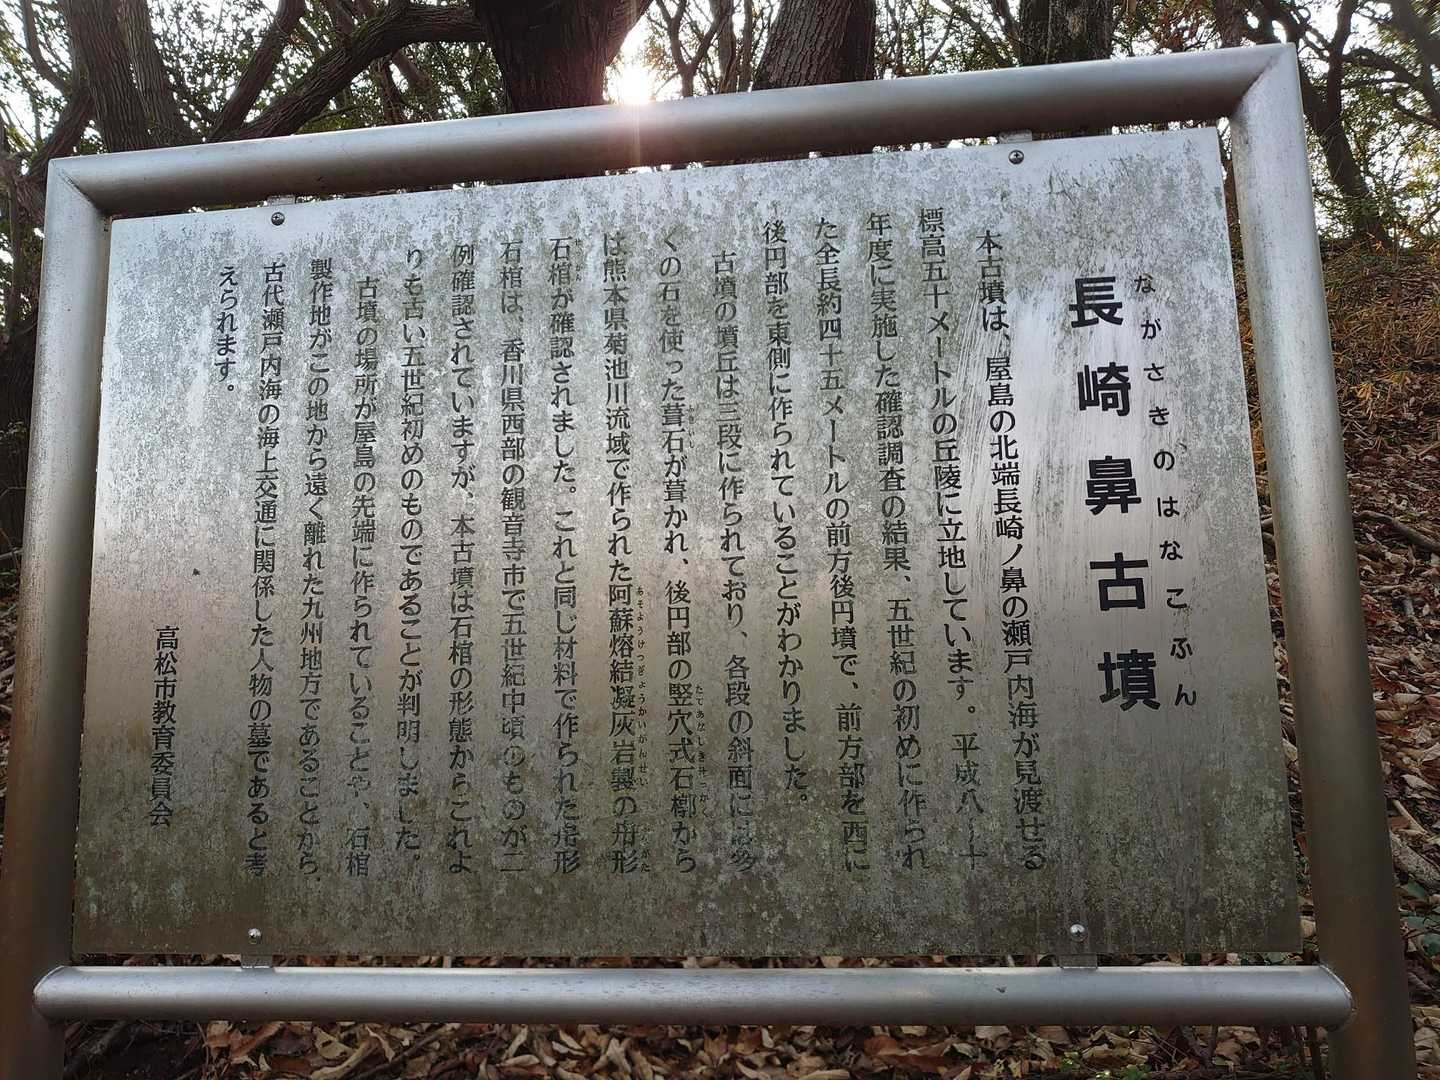 ながさきのはなこふん
長崎鼻古墳
本古墳は、屋島の北端長崎ノ鼻の瀬戸内海が見渡せる
標高五十メートルの丘陵に立地しています。平成八〜十
年度に実施した確認調査の結果、五世紀の初めに作られ
た全長約四十五メートルの前方後円墳で、前方部を西に
後円部を東側に作られていることがわかりました。
古墳の墳丘は三段に作られており、各段の斜面には多
くの石を使った葺石が葺かれ、後円部の竪穴式石槨から
は熊本県菊池川流域で作られた阿蘇熔結凝灰岩製の舟形
石棺が確認されました。これと同じ材料で作られた舟形
石棺は、香川県西部の観音寺市で五世紀中頃のものが二
例確認されていますが、本古墳は石棺の形態からこれよ
りも古い五世紀初めのものであることが判明しました。
古墳の場所が屋島の先端に作られていることや、石棺
製作地がこの地から遠く離れた九州地方であることから、
古代瀬戸内海の海上交通に関係した人物の墓であると考
えられます。
高松市教育委員会